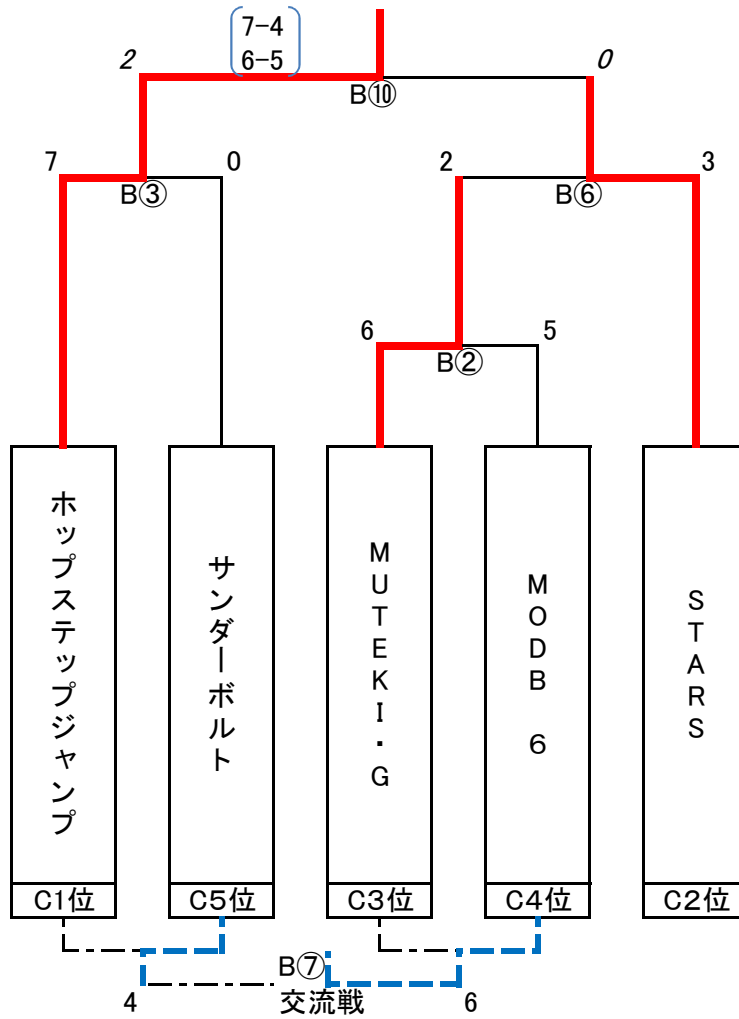 7-4
6-5
2
0
B⑩
7
0
2
3
B③
B⑥
6
5
B②
ホップステップジャンプ
サンダーボルト
MUTEKI・G
MODB 6
STARS
C1位
C5位
C3位
C4位
C2位
B⑦
交流戦
4
6